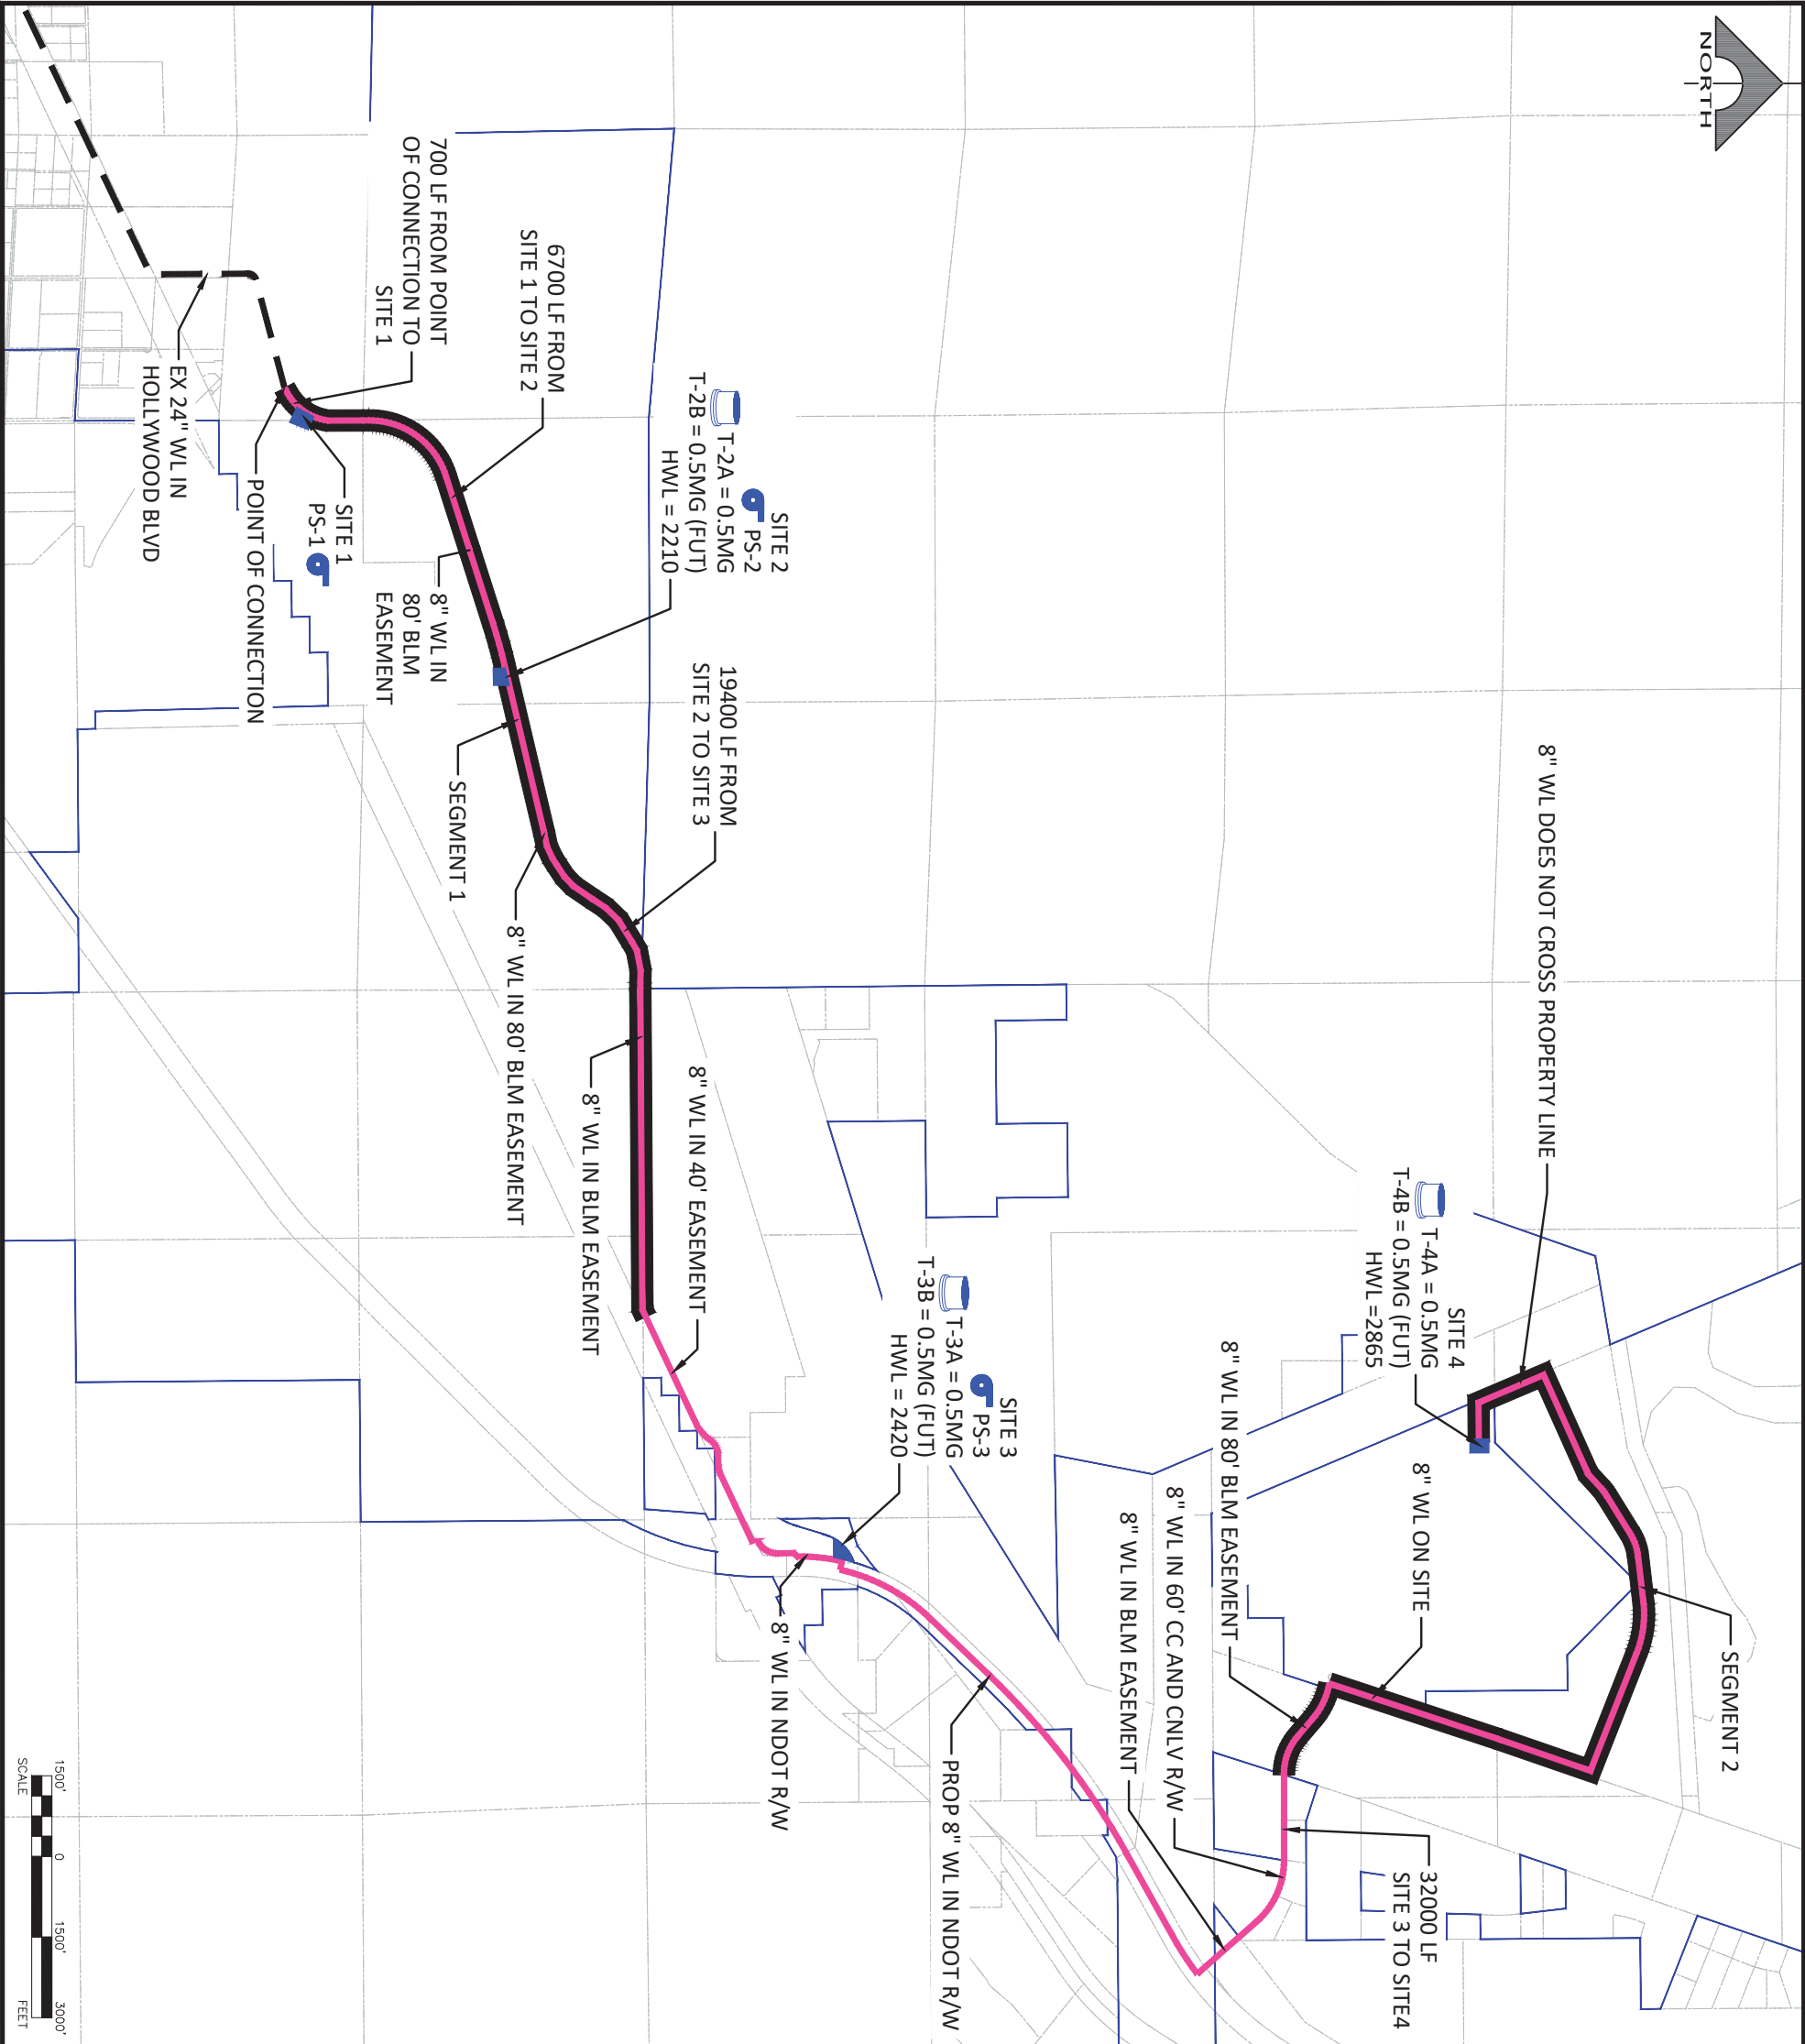 NORTH
8" WL DOES NOT CROSS PROPERTY LINE
SEGMENT 2
SITE 4
T-4A = 0.5MG
T-4B = 0.5MG (FUT)
HWL =2865
8" WL ON SITE
32000 LF
SITE 3 TO SITE4
8" WL IN 80' BLM EASEMENT
8" WL IN 60' CC AND CNLV R/W
8" WL IN BLM EASEMENT
SITE 3
PS-3
T-3A = 0.5MG
T-3B = 0.5MG (FUT)
HWL = 2420
PROP 8" WL IN NDOT R/W
8" WL IN NDOT R/W
SITE 2
PS-2
T-2A = 0.5MG
T-2B = 0.5MG (FUT)
HWL = 2210
19400 LF FROM
SITE 2 TO SITE 3
8" WL IN 40' EASEMENT
8" WL IN BLM EASEMENT
8" WL IN 80' BLM EASEMENT
6700 LF FROM
SITE 1 TO SITE 2
SEGMENT 1
700 LF FROM POINT
OF CONNECTION TO
SITE 1
8" WL IN
80' BLM
EASEMENT
SITE 1
PS-1
POINT OF CONNECTION
EX 24" WL IN
HOLLYWOOD BLVD
1500' 0 1500' 3000'
SCALE FEET